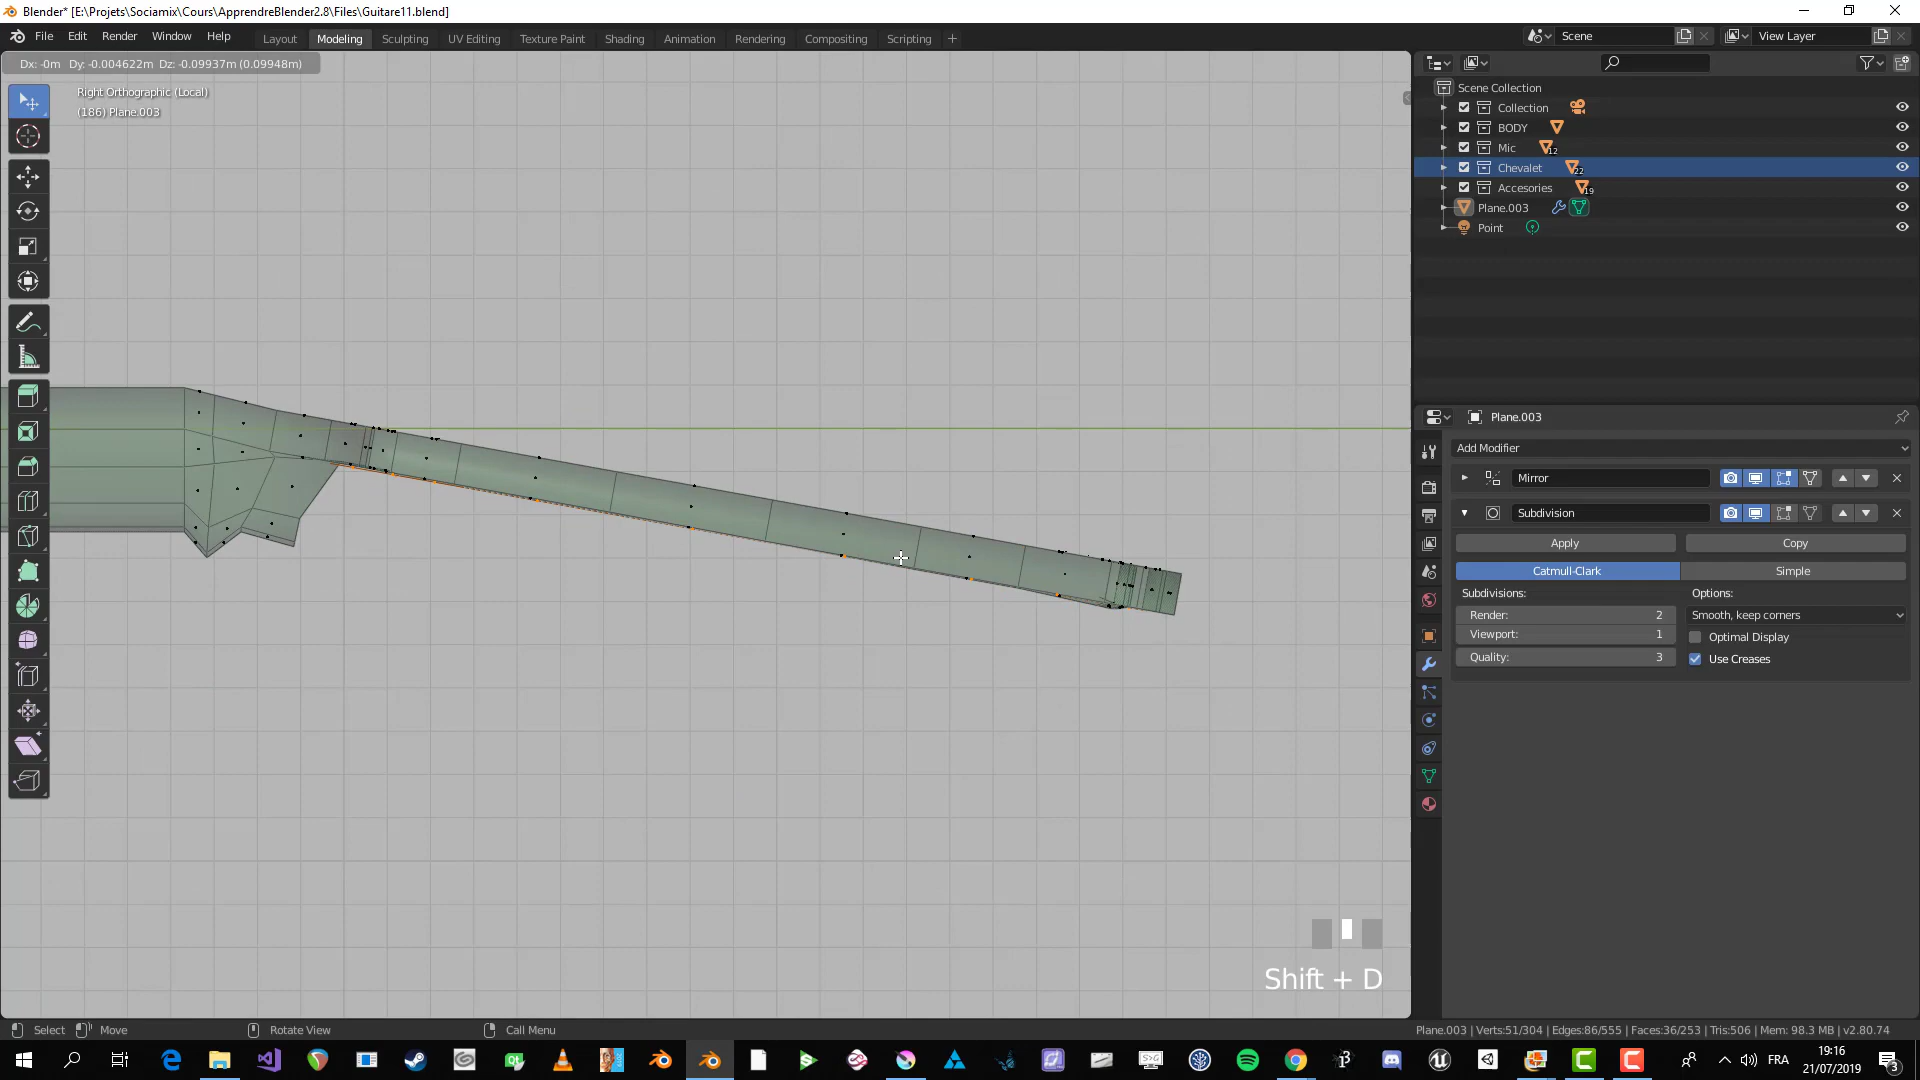 Blender* [E:\Projets\Sociamix\Cours\ApprendreBlender2.8\Files\Guitare11.blend]
File Edit Render Window Help
Layout Modeling Sculpting UV Editing Texture Paint Shading Animation Rendering Compositing Scripting
Scene
View Layer
Dx: -0m Dy: -0.004622m Dz: -0.09937m (0.09948m)
Right Orthographic (Local)
(186) Plane.003
Scene Collection
Collection
BODY
Mic 12
Chevalet 22
Accesories 19
Plane.003
Point
Plane.003
Add Modifier
Mirror
Subdivision
Apply Copy
Catmull-Clark Simple
Subdivisions: Options:
Render: 2 Smooth, keep corners
Viewport: 1 Optimal Display
Quality: 3 Use Creases
Shift + D
Select Move Rotate View Call Menu
Plane.003 | Verts:51/304 | Edges:86/555 | Faces:36/253 | Tris:506 | Mem: 98.3 MB | v2.80.74
FRA
19:16
21/07/2019
3